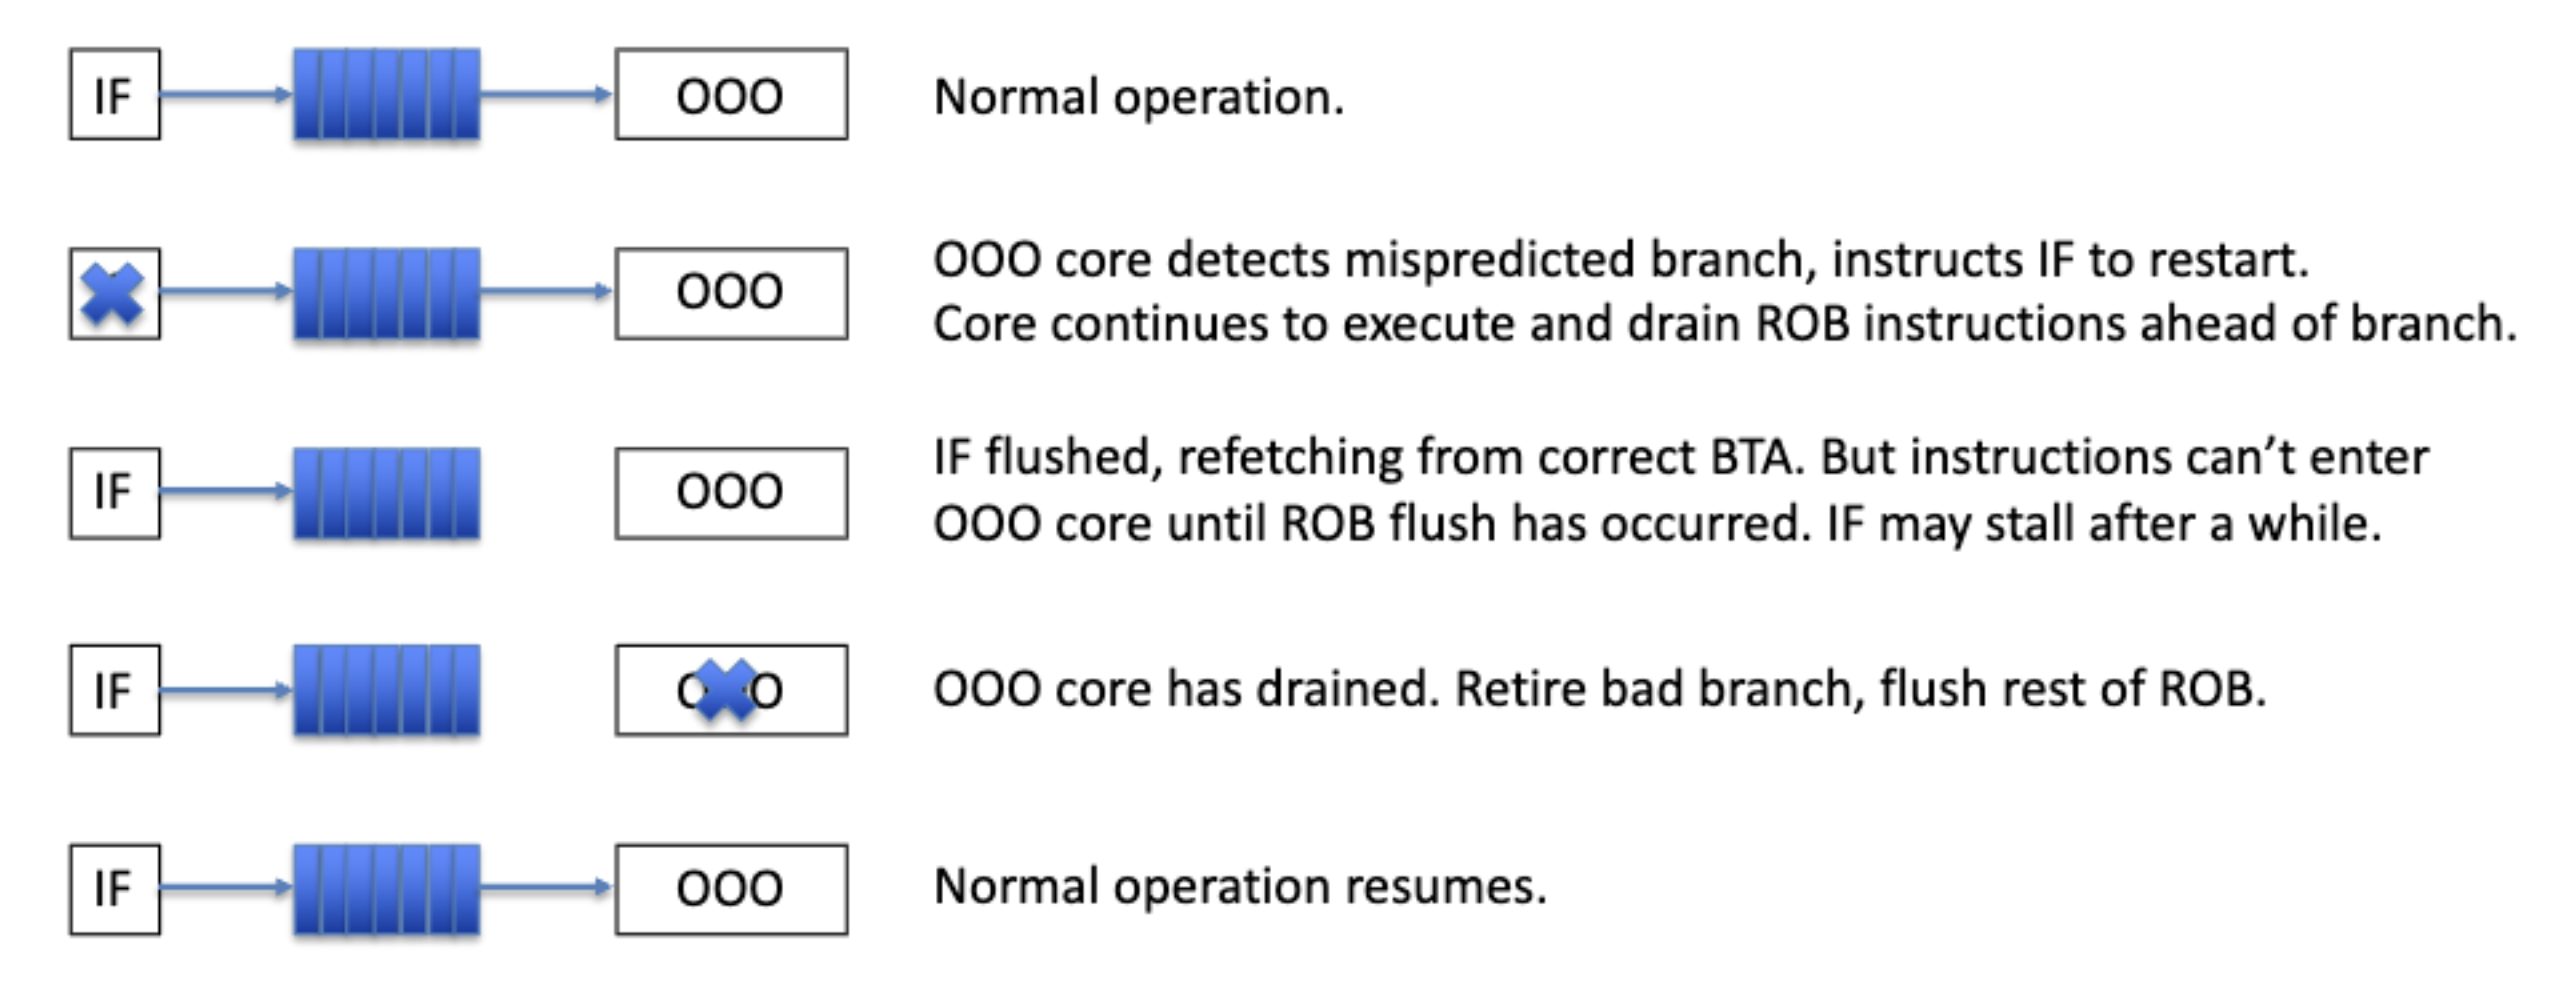 IF
OOO
Normal operation.
OOO
OOO core detects mispredicted branch, instructs IF to restart.
Core continues to execute and drain ROB instructions ahead of branch.
IF
OOO
IF flushed, refetching from correct BTA. But instructions can’t enter
OOO core until ROB flush has occurred. IF may stall after a while.
IF
OOO core has drained. Retire bad branch, flush rest of ROB.
IF
OOO
Normal operation resumes.